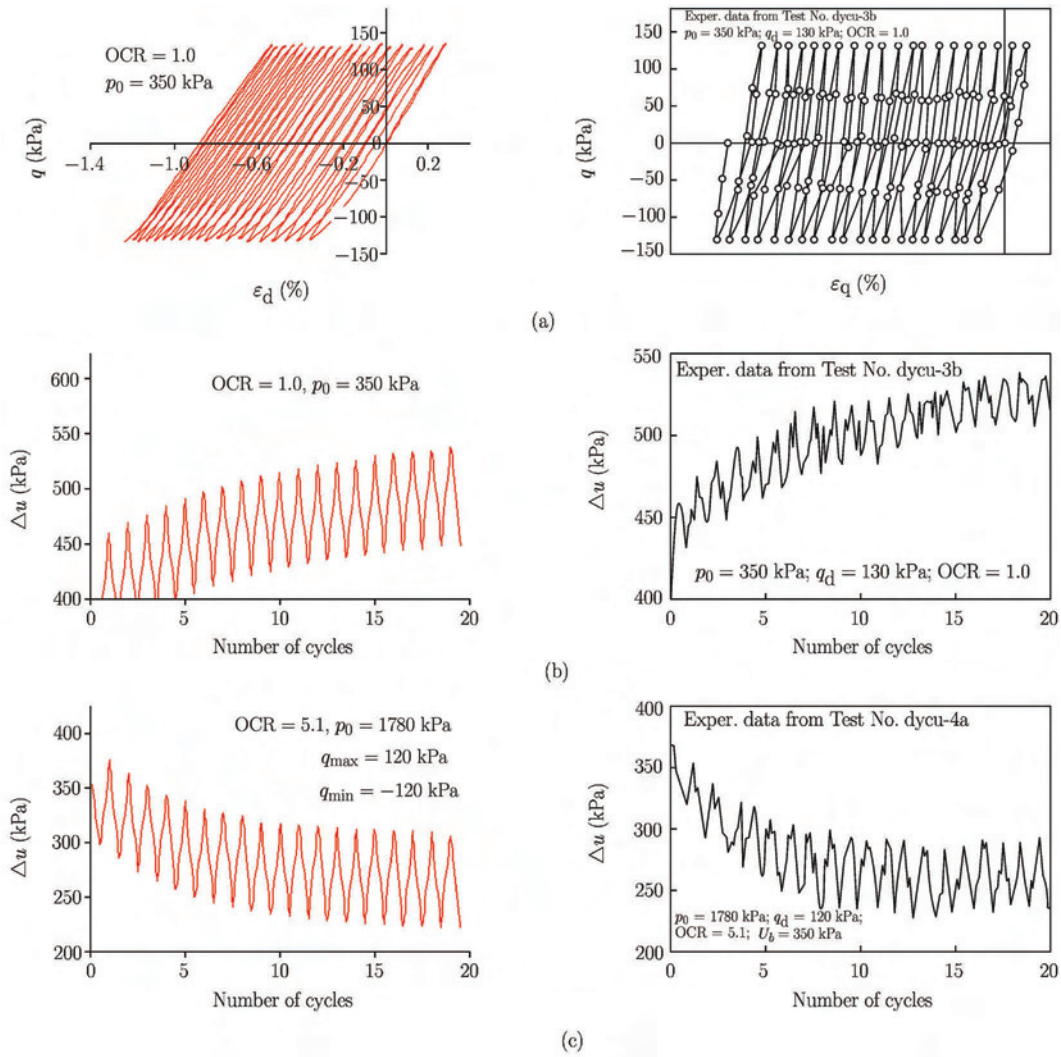 OCR = 1.0
p0 = 350 kPa
q (kPa)
150
100
50
0
−50
−100
−150
−1.4
−1.0
−0.6
−0.2
0.2
εd (%)
Exper. data from Test No. dycu-3b
p0 = 350 kPa; qd = 130 kPa; OCR = 1.0
q (kPa)
150
100
50
0
−50
−100
−150
εq (%)
(a)
OCR = 1.0, p0 = 350 kPa
△u (kPa)
600
550
500
450
400
0
5
10
15
20
Number of cycles
Exper. data from Test No. dycu-3b
p0 = 350 kPa; qd = 130 kPa; OCR = 1.0
△u (kPa)
550
500
450
400
0
5
10
15
20
Number of cycles
(b)
OCR = 5.1, p0 = 1780 kPa
qmax = 120 kPa
qmin = −120 kPa
△u (kPa)
400
350
300
250
200
0
5
10
15
20
Number of cycles
Exper. data from Test No. dycu-4a
p0 = 1780 kPa; qd = 120 kPa;
OCR = 5.1; Ub = 350 kPa
△u (kPa)
400
350
300
250
200
0
5
10
15
20
Number of cycles
(c)